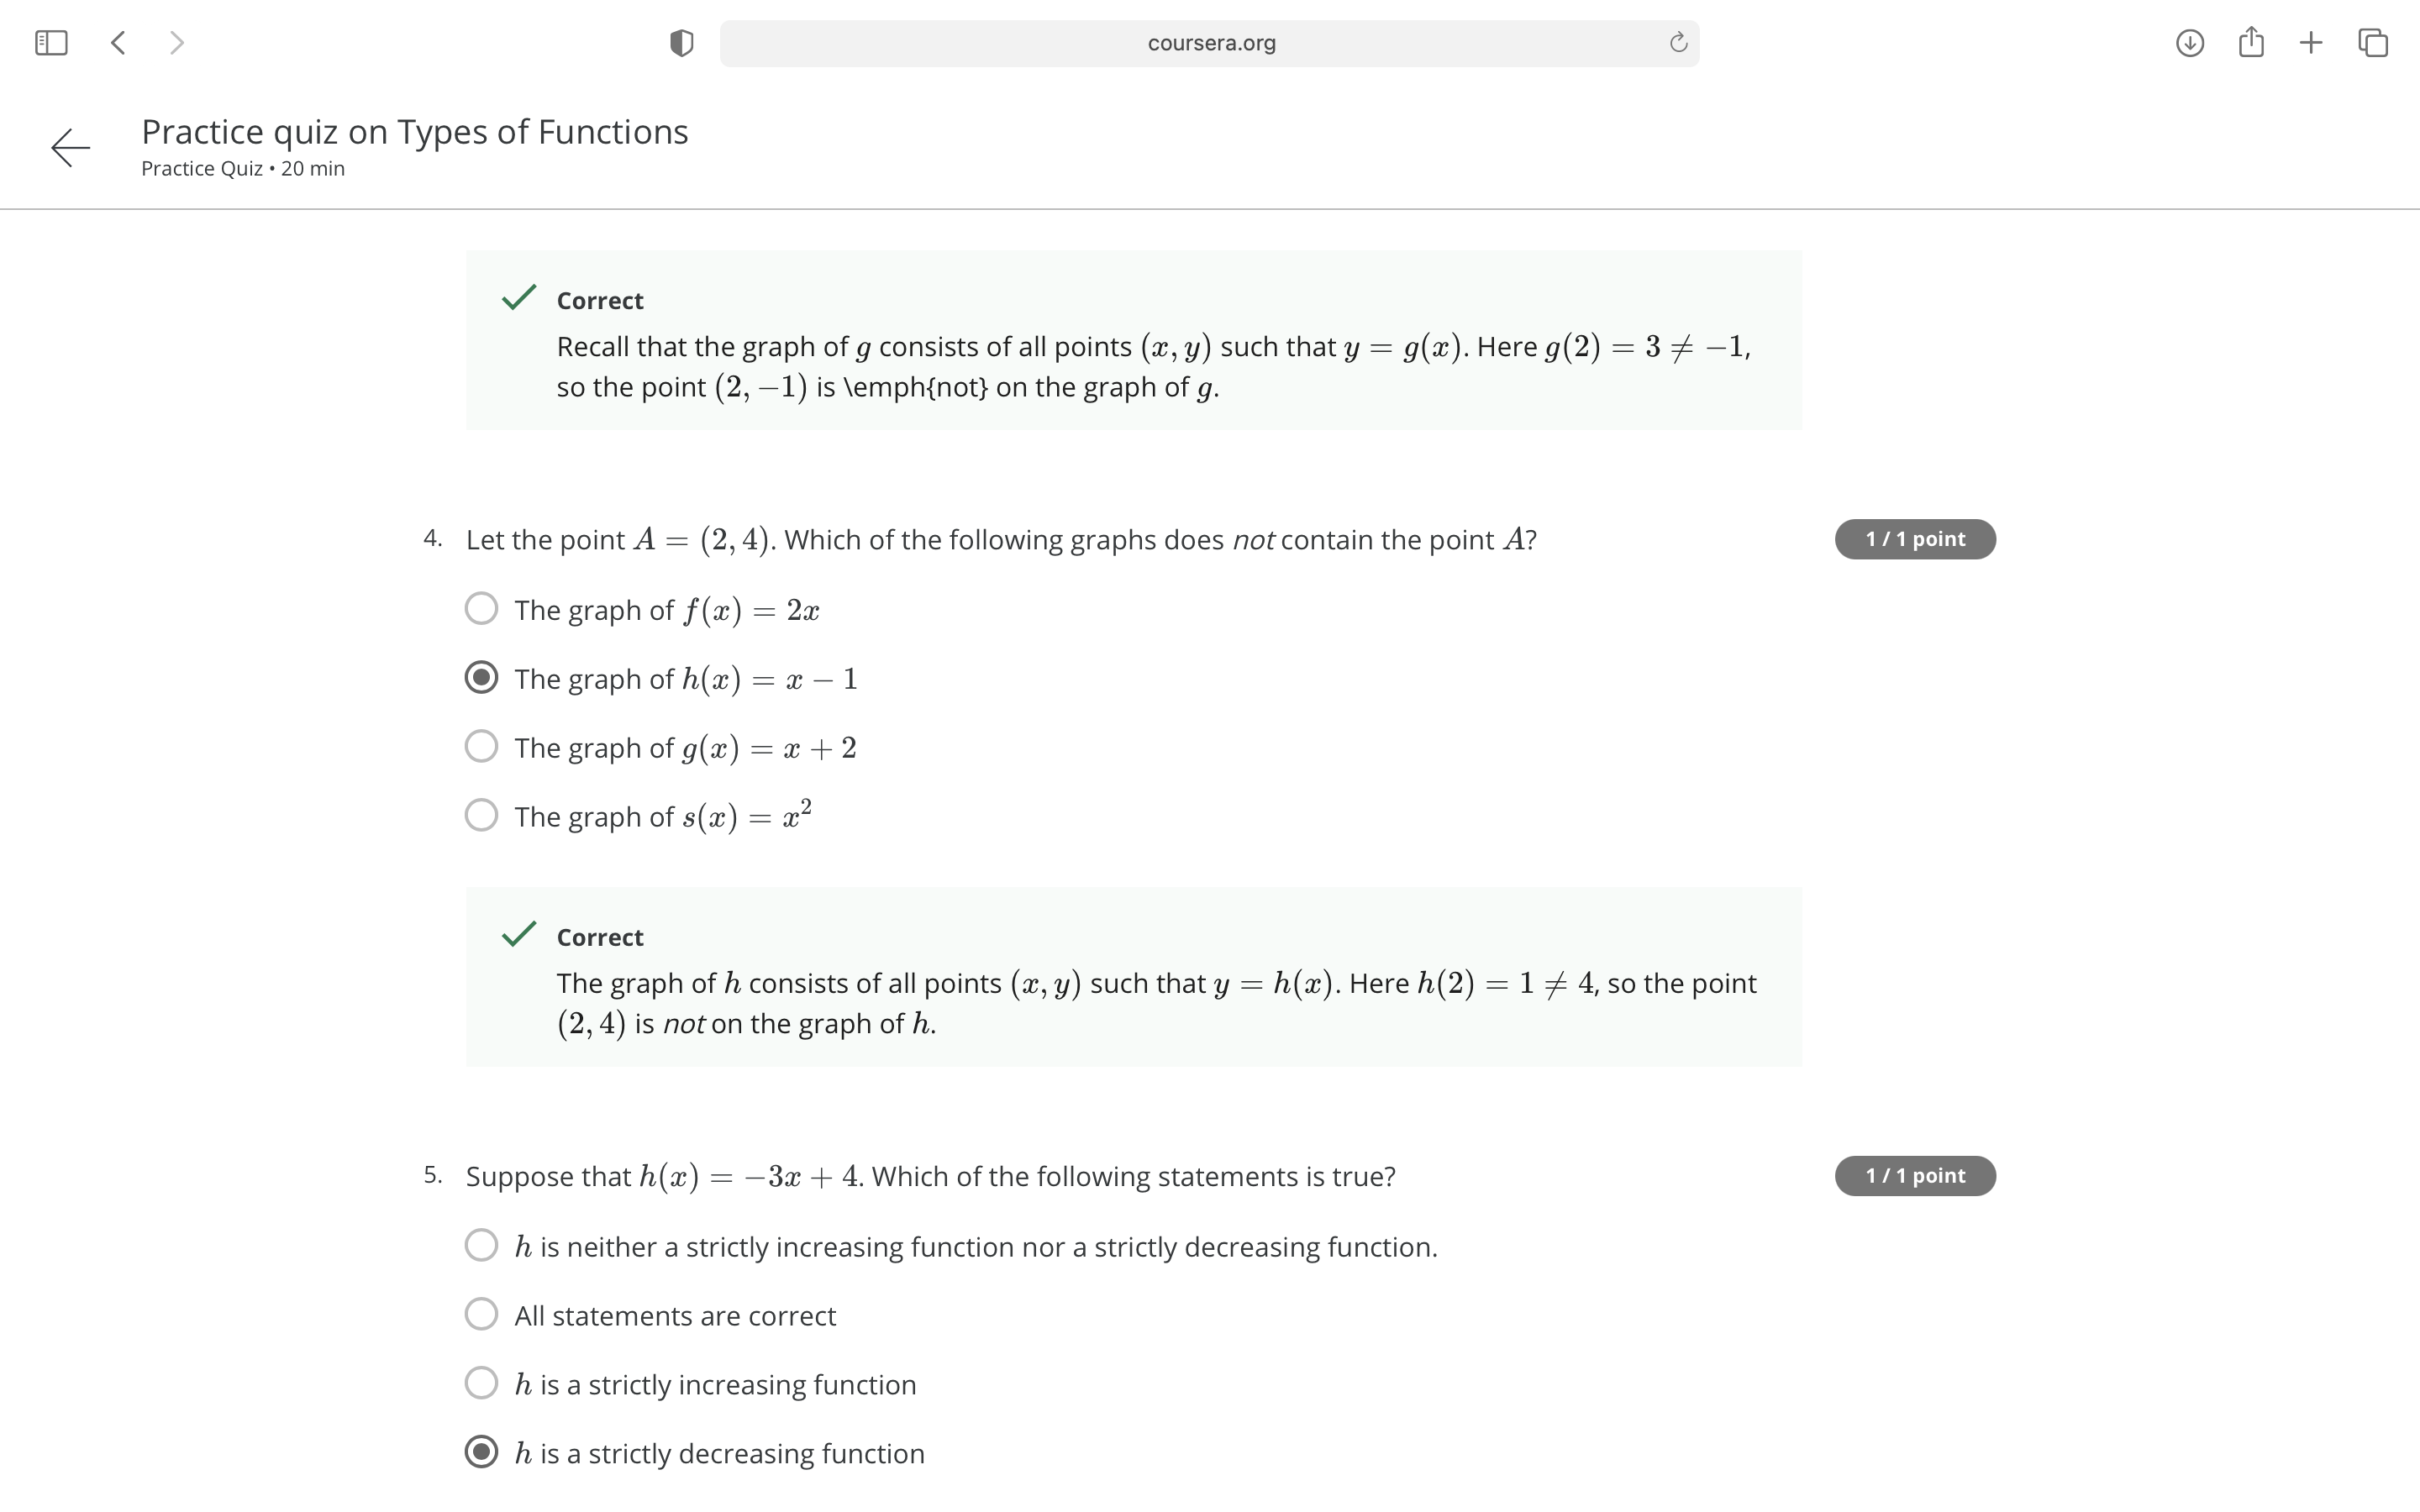 coursera.org
Practice quiz on Types of Functions
Practice Quiz • 20 min
Correct
Recall that the graph of g consists of all points (x, y) such that y = g(x). Here g(2) = 3 ≠ −1,
so the point (2, −1) is \emph{not} on the graph of g.
4. Let the point A = (2, 4). Which of the following graphs does not contain the point A?
1 / 1 point
The graph of f(x) = 2x
The graph of h(x) = x − 1
The graph of g(x) = x + 2
The graph of s(x) = x²
Correct
The graph of h consists of all points (x, y) such that y = h(x). Here h(2) = 1 ≠ 4, so the point
(2, 4) is not on the graph of h.
5. Suppose that h(x) = −3x + 4. Which of the following statements is true?
1 / 1 point
h is neither a strictly increasing function nor a strictly decreasing function.
All statements are correct
h is a strictly increasing function
h is a strictly decreasing function